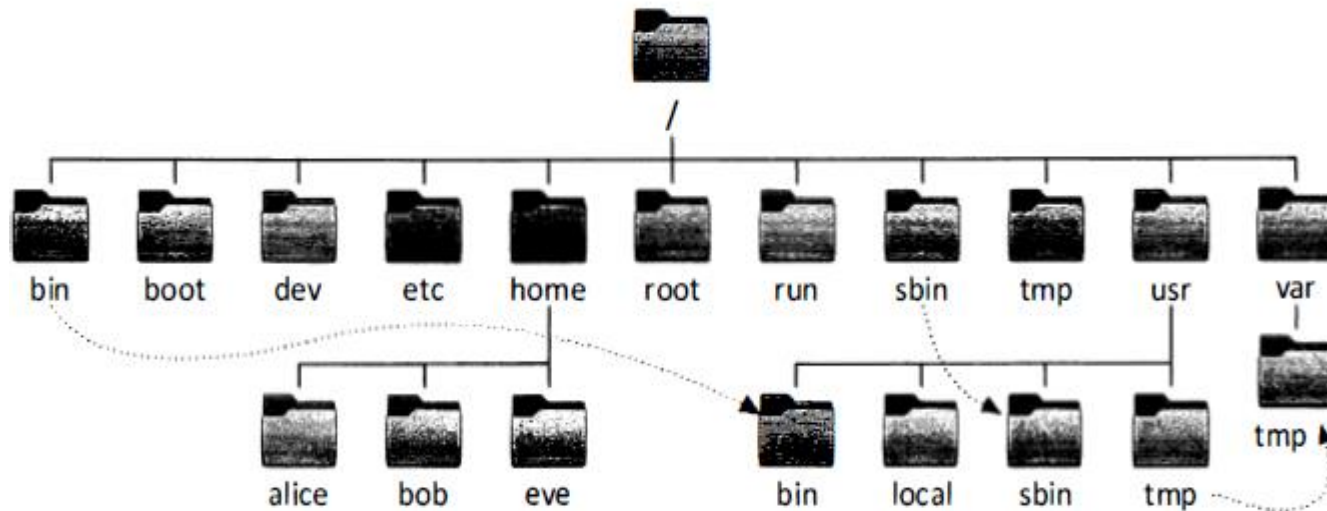 /
bin boot dev etc home root run sbin tmp usr var
tmp
alice bob eve bin local sbin tmp